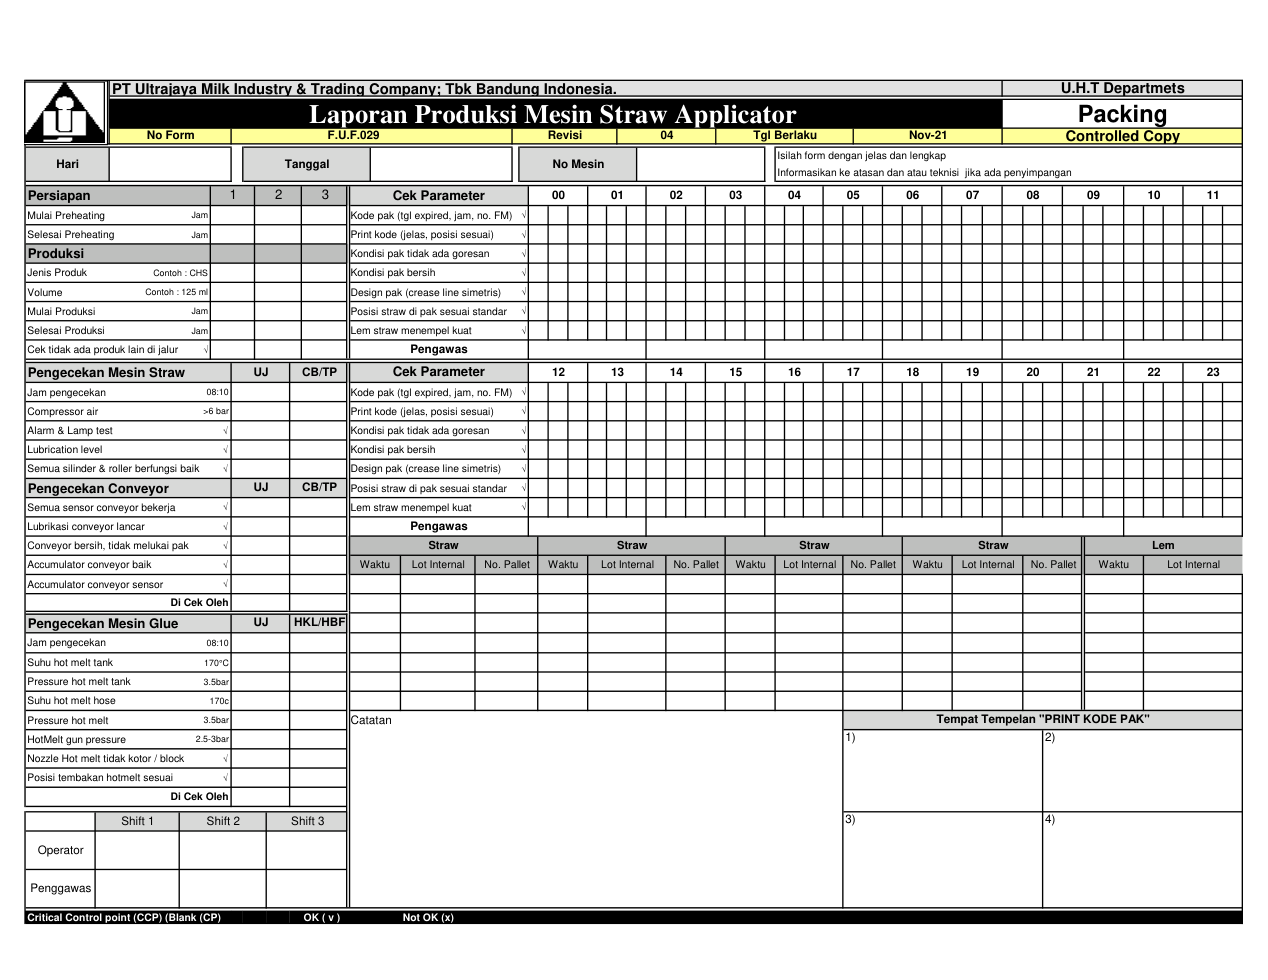 PT Ultrajaya Milk Industry & Trading Company; Tbk Bandung Indonesia. U.H.T Departmets
Laporan Produksi Mesin Straw Applicator Packing
No Form F.U.F.029 Revisi 04 Tgl Berlaku Nov-21 Controlled Copy
Hari Tanggal No Mesin
Isilah form dengan jelas dan lengkap
Informasikan ke atasan dan atau teknisi jika ada penyimpangan
Persiapan 1 2 3 Cek Parameter 00 01 02 03 04 05 06 07 08 09 10 11
Mulai Preheating Jam Kode pak (tgl expired, jam, no. FM) √
Selesai Preheating Jam Print kode (jelas, posisi sesuai) √
Produksi Kondisi pak tidak ada goresan √
Jenis Produk Contoh : CHS Kondisi pak bersih √
Volume Contoh : 125 ml Design pak (crease line simetris) √
Mulai Produksi Jam Posisi straw di pak sesuai standar √
Selesai Produksi Jam Lem straw menempel kuat √
Cek tidak ada produk lain di jalur √ Pengawas
Pengecekan Mesin Straw UJ CB/TP Cek Parameter 12 13 14 15 16 17 18 19 20 21 22 23
Jam pengecekan 08:10 Kode pak (tgl expired, jam, no. FM) √
Compressor air >6 bar Print kode (jelas, posisi sesuai) √
Alarm & Lamp test √ Kondisi pak tidak ada goresan √
Lubrication level √ Kondisi pak bersih √
Semua silinder & roller berfungsi baik √ Design pak (crease line simetris) √
Pengecekan Conveyor UJ CB/TP Posisi straw di pak sesuai standar √
Semua sensor conveyor bekerja √ Lem straw menempel kuat √
Lubrikasi conveyor lancar √ Pengawas
Conveyor bersih, tidak melukai pak √ Straw Straw Straw Straw Lem
Accumulator conveyor baik √ Waktu Lot Internal No. Pallet Waktu Lot Internal No. Pallet Waktu Lot Internal No. Pallet Waktu Lot Internal No. Pallet Waktu Lot Internal
Accumulator conveyor sensor √
Di Cek Oleh
Pengecekan Mesin Glue UJ HKL/HBF
Jam pengecekan 08:10
Suhu hot melt tank 170°C
Pressure hot melt tank 3.5bar
Suhu hot melt hose 170c
Pressure hot melt 3.5bar Catatan Tempat Tempelan "PRINT KODE PAK"
HotMelt gun pressure 2.5-3bar 1) 2)
Nozzle Hot melt tidak kotor / block √
Posisi tembakan hotmelt sesuai √
Di Cek Oleh
Shift 1 Shift 2 Shift 3 3) 4)
Operator
Penggawas
Critical Control point (CCP) (Blank (CP) OK ( v ) Not OK (x)